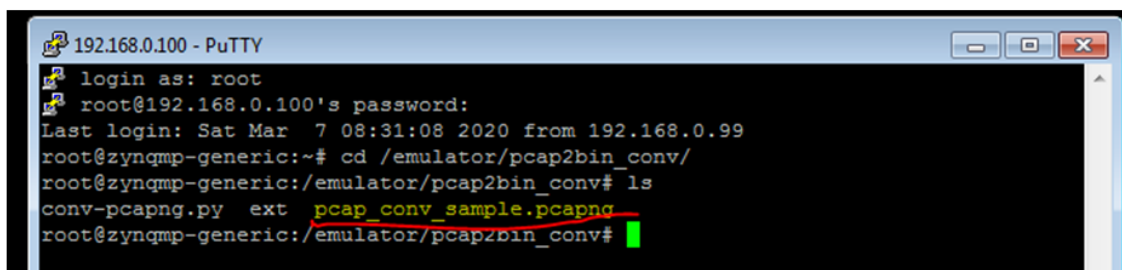 192.168.0.100 - PuTTY
login as: root
root@192.168.0.100's password:
Last login: Sat Mar  7 08:31:08 2020 from 192.168.0.99
root@zynqmp-generic:~# cd /emulator/pcap2bin_conv/
root@zynqmp-generic:/emulator/pcap2bin_conv# ls
conv-pcapng.py  ext  pcap_conv_sample.pcapng
root@zynqmp-generic:/emulator/pcap2bin_conv#